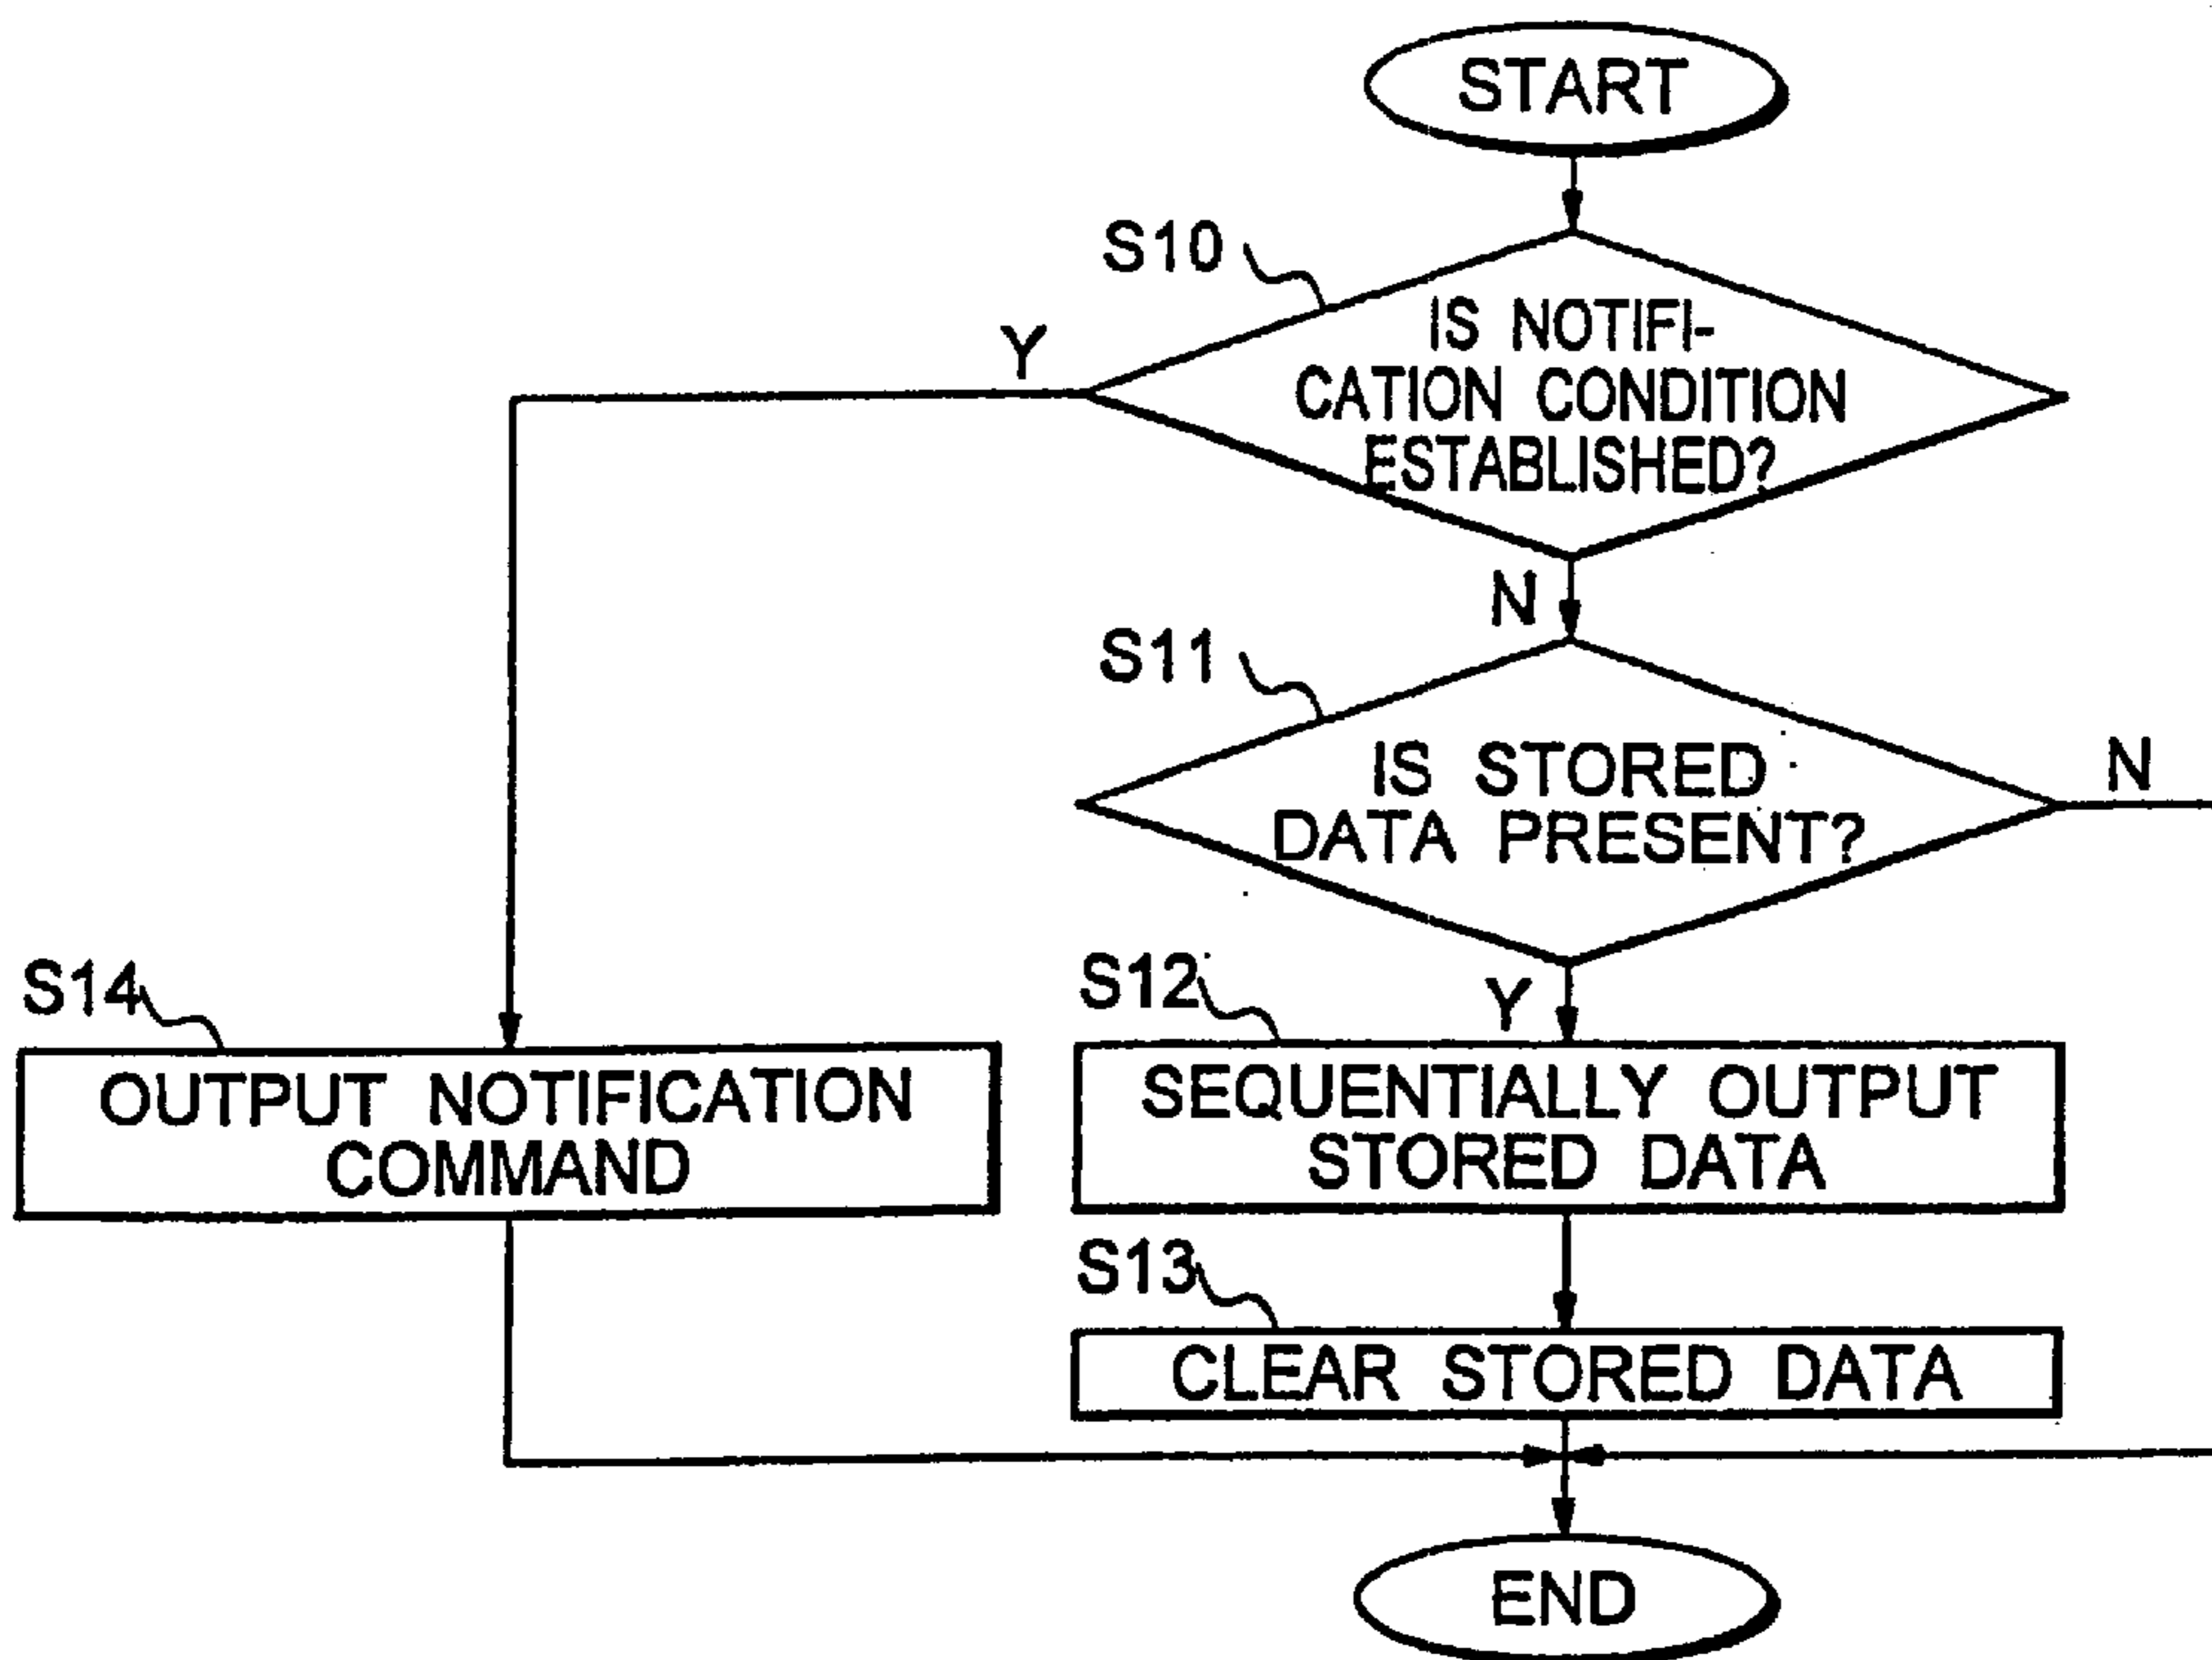 START
S10
Y
IS NOTIFI-
CATION CONDITION
ESTABLISHED?
N
S11
IS STORED
DATA PRESENT?
N
S14
S12
Y
OUTPUT NOTIFICATION
COMMAND
SEQUENTIALLY OUTPUT
STORED DATA
S13
CLEAR STORED DATA
END